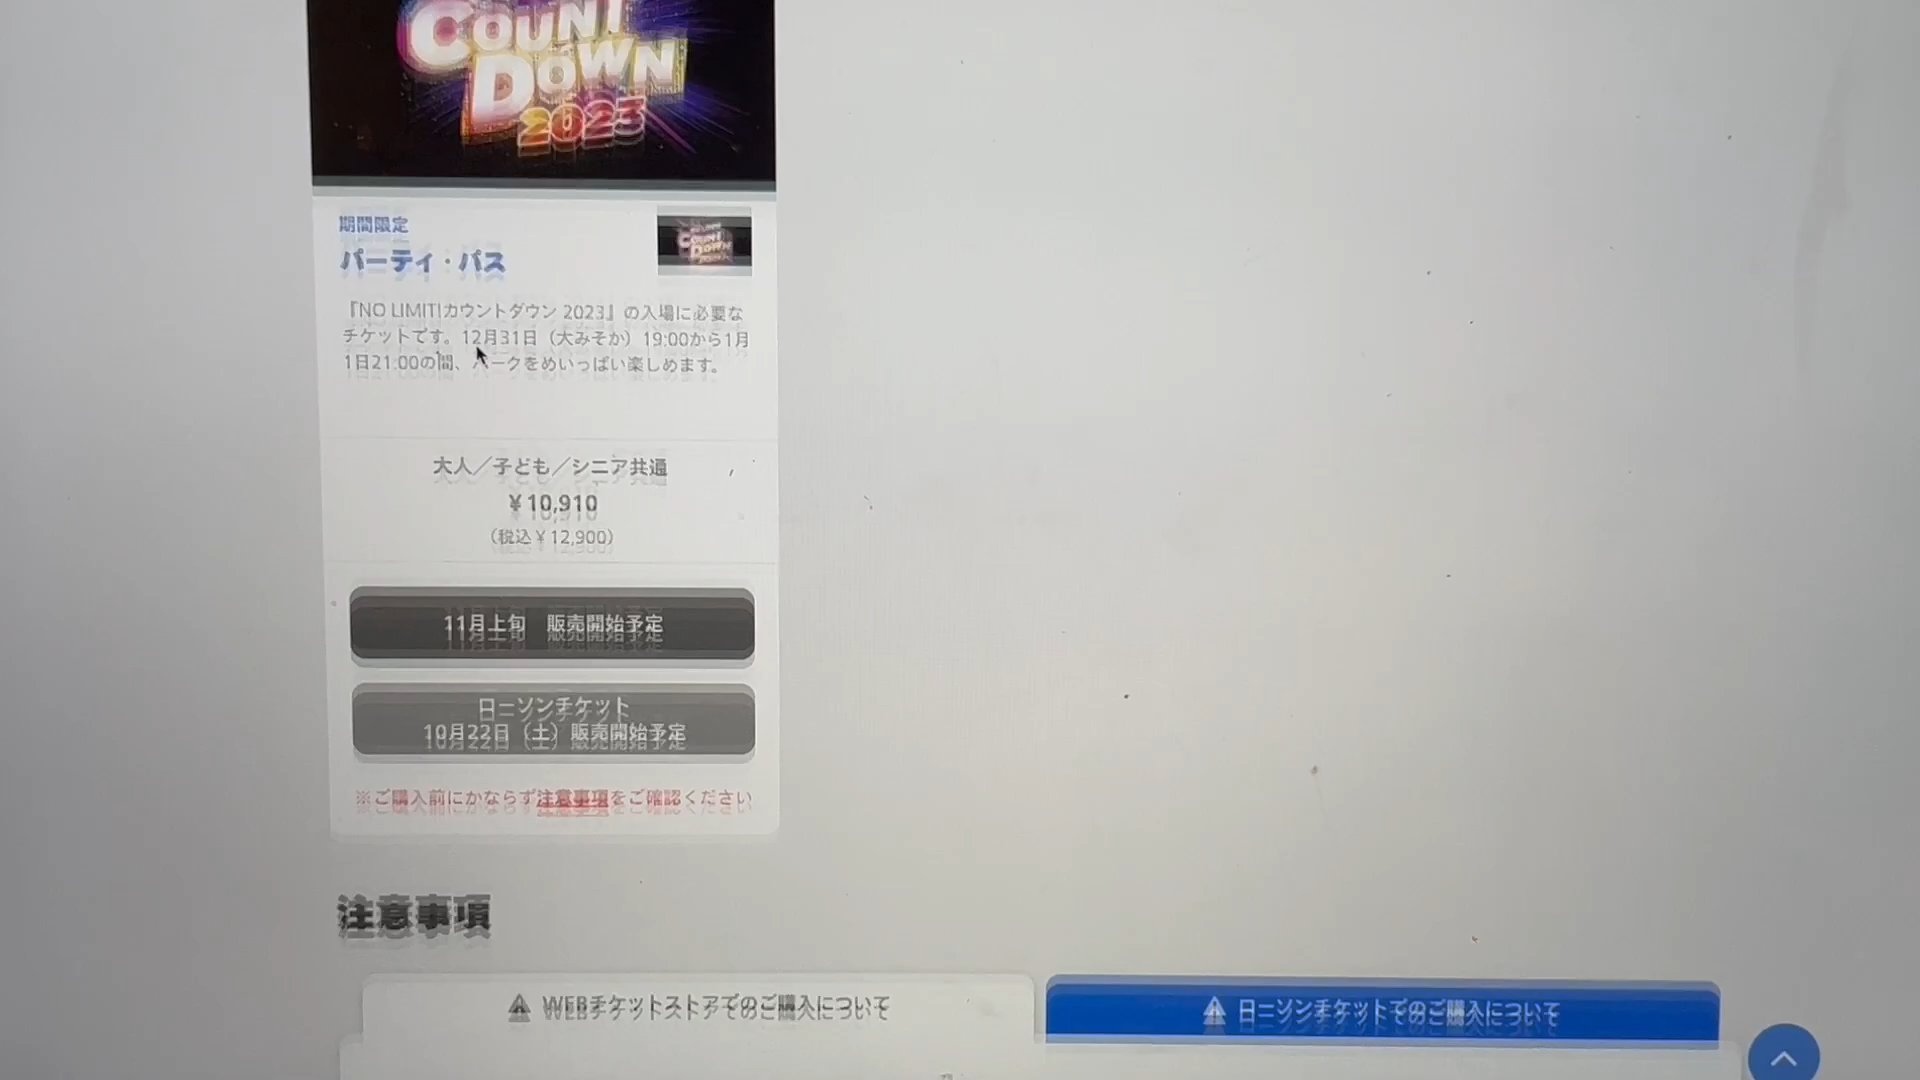 COUNT
DOWN
2023
期間限定
パーティ・パス
COUNT
DOWN
『NO LIMIT!カウントダウン 2023』の入場に必要な
チケットです。12月31日（大みそか）19:00から1月
1日21:00の間、パークをめいっぱい楽しめます。
大人／子ども／シニア共通
¥10,910
（税込¥12,900）
11月上旬 販売開始予定
ローソンチケット
10月22日（土）販売開始予定
※ご購入前にかならず注意事項をご確認ください
注意事項
WEBチケットストアでのご購入について
ローソンチケットでのご購入について